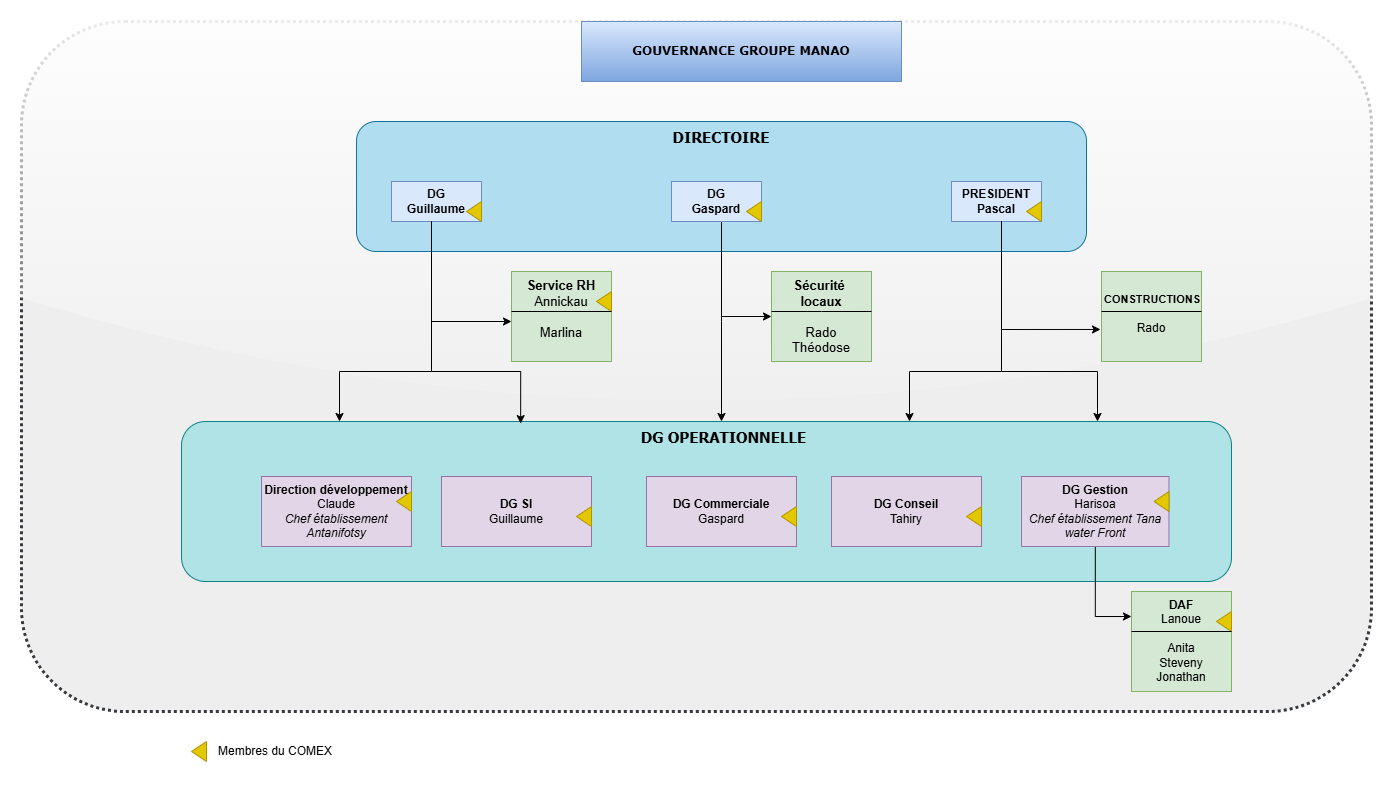 GOUVERNANCE GROUPE MANAO
DIRECTOIRE
DG
Guillaume
DG
Gaspard
PRESIDENT
Pascal
Service RH
Annickau
Marlina
Sécurité
locaux
Rado
Théodose
CONSTRUCTIONS
Rado
DG OPERATIONNELLE
Direction développement
Claude
Chef établissement
Antanifotsy
DG SI
Guillaume
DG Commerciale
Gaspard
DG Conseil
Tahiry
DG Gestion
Harisoa
Chef établissement Tana
water Front
DAF
Lanoue
Anita
Steveny
Jonathan
Membres du COMEX